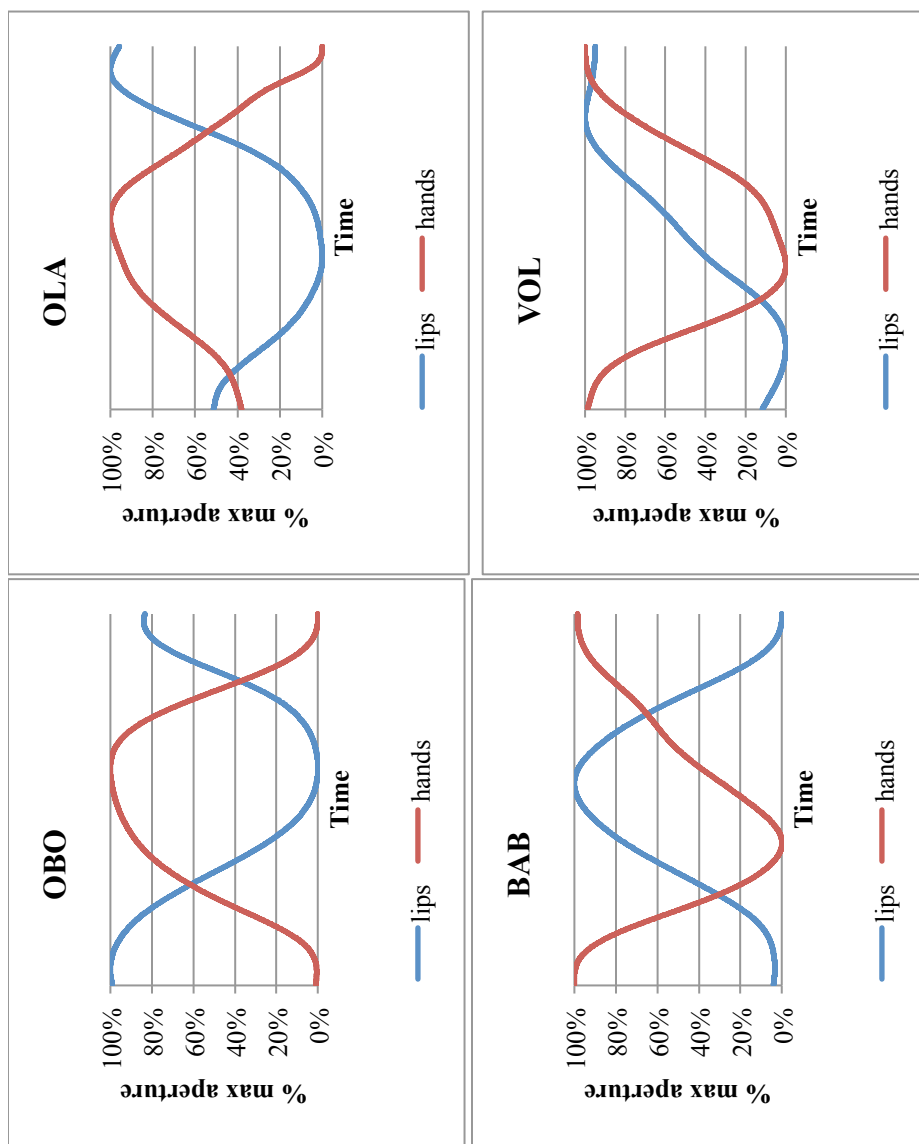 OBO
% max aperture
100%
80%
60%
40%
20%
0%
Time
lips
hands
OLA
% max aperture
100%
80%
60%
40%
20%
0%
Time
lips
hands
BAB
% max aperture
100%
80%
60%
40%
20%
0%
Time
lips
hands
VOL
% max aperture
100%
80%
60%
40%
20%
0%
Time
lips
hands